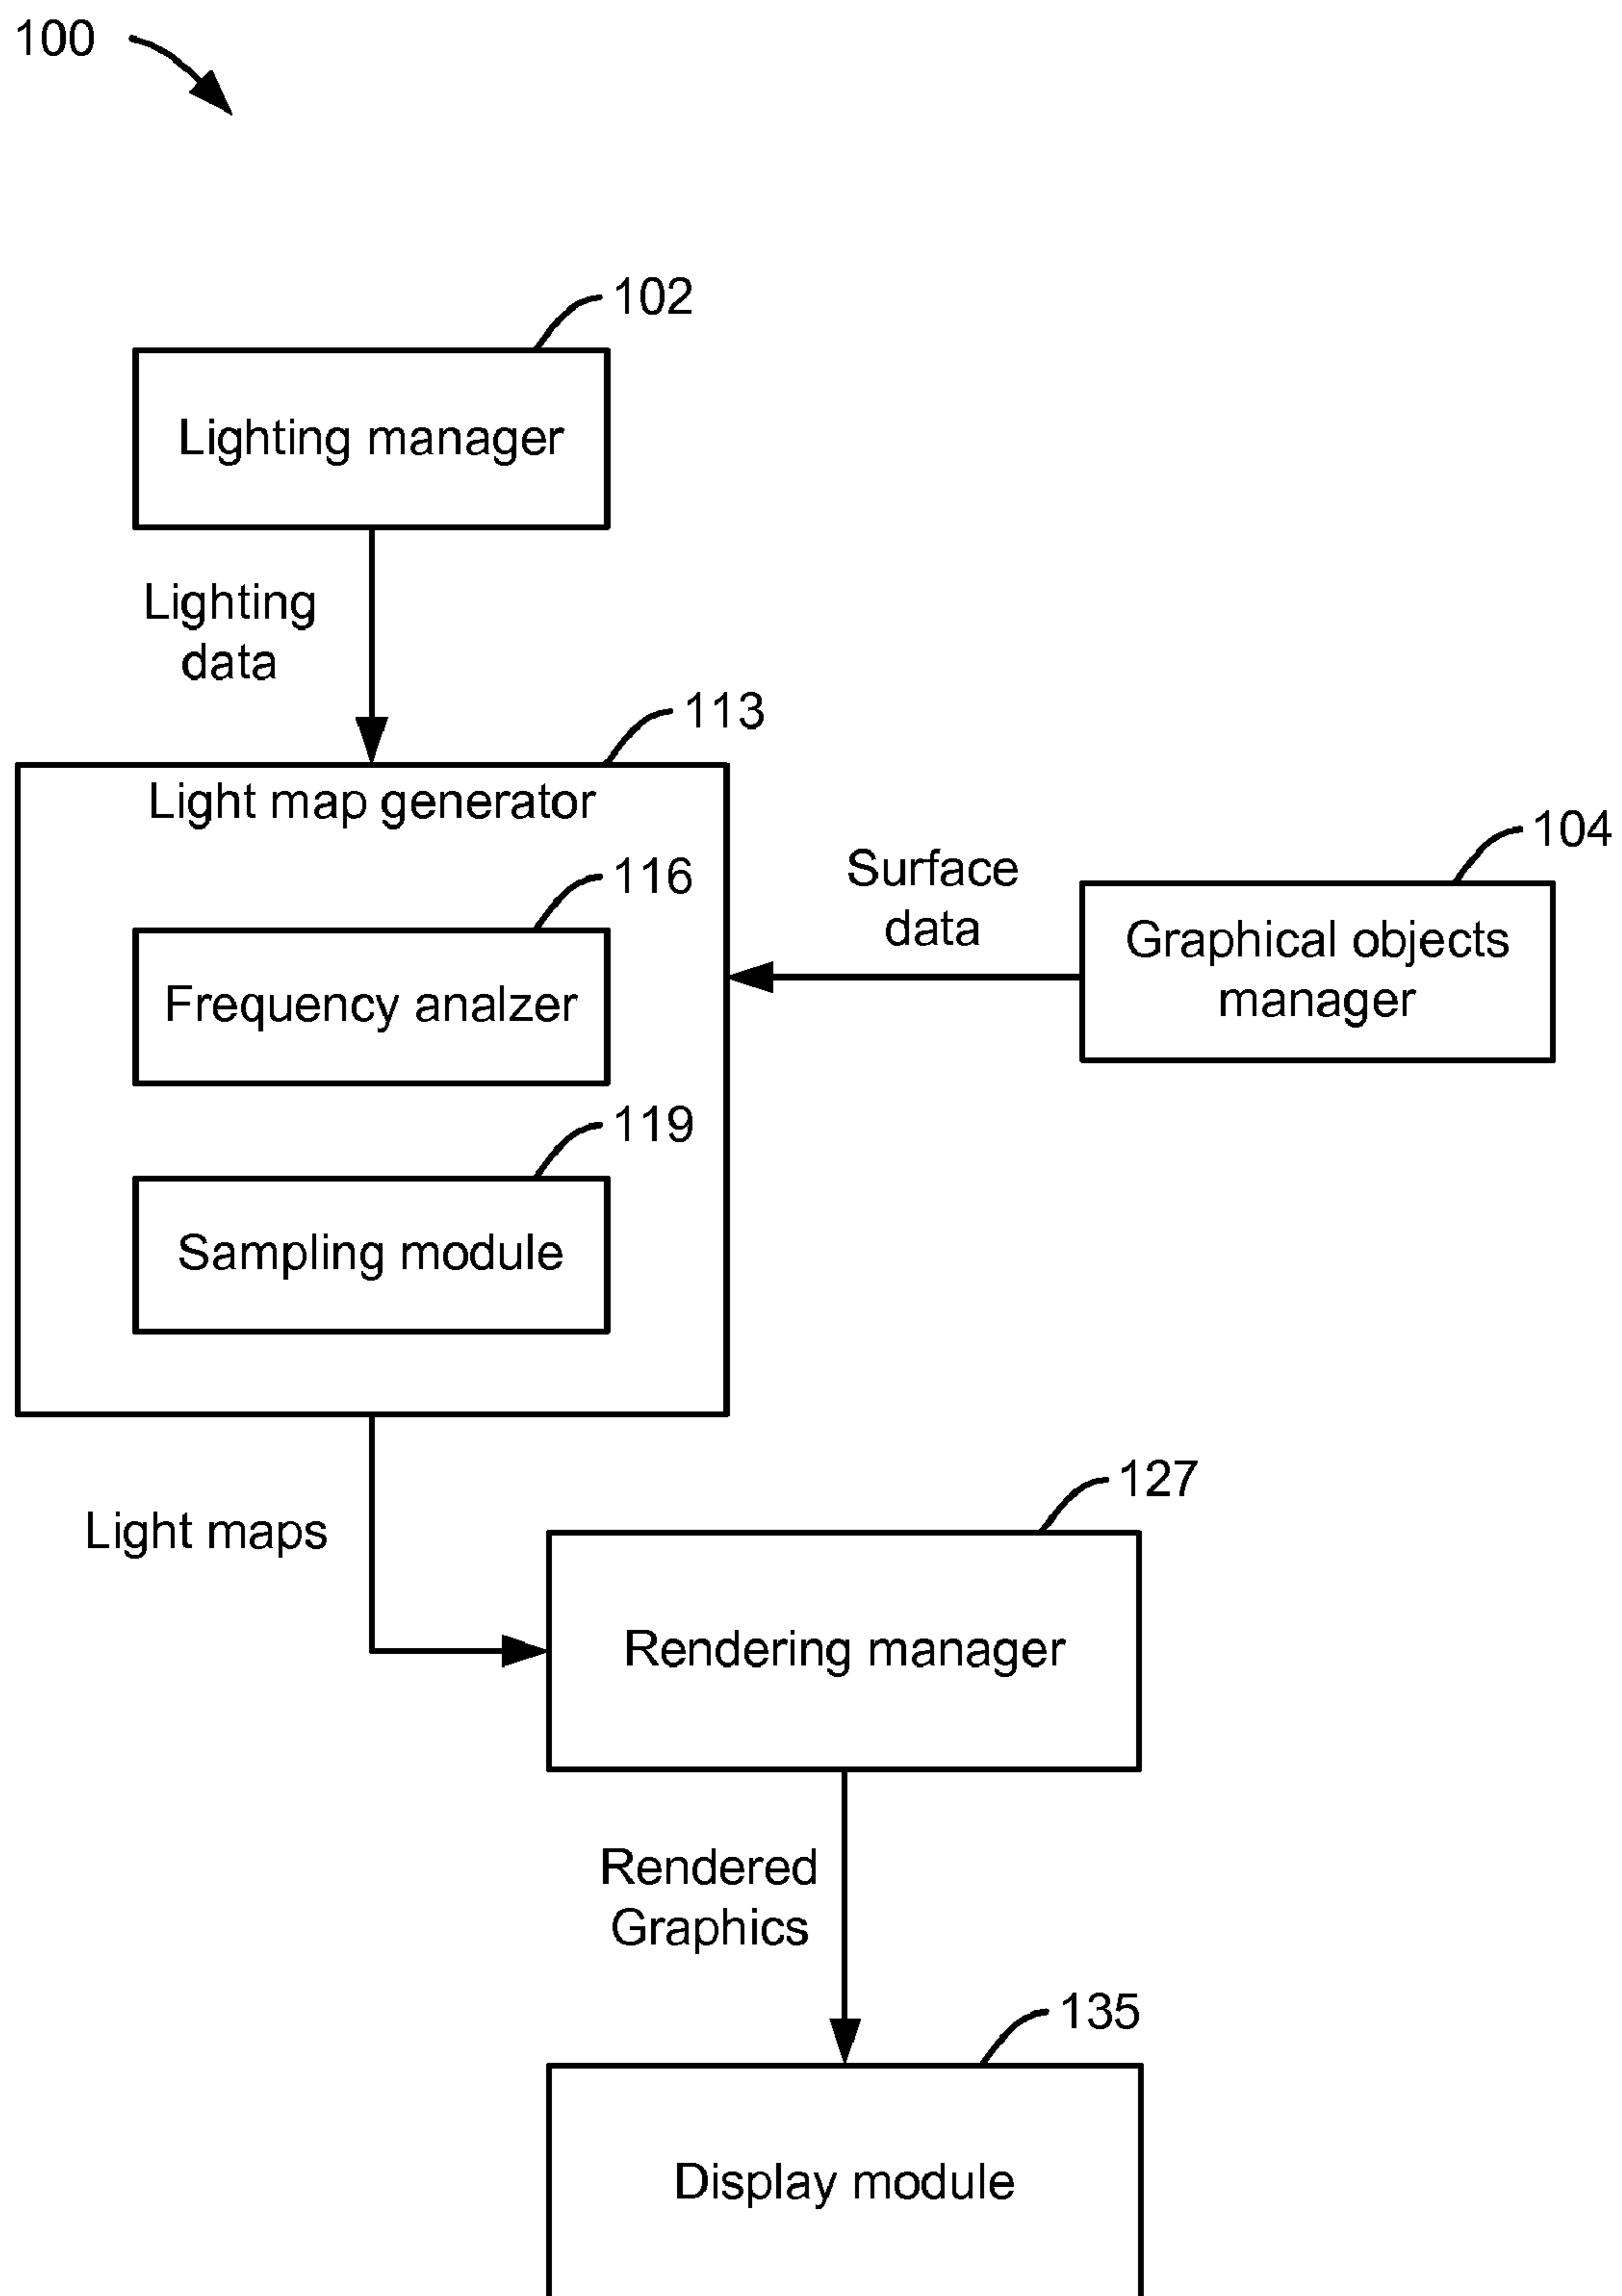 100
102
Lighting manager
Lighting
data
113
Light map generator
116
Frequency analzer
119
Sampling module
Surface
data
104
Graphical objects
manager
Light maps
127
Rendering manager
Rendered
Graphics
135
Display module